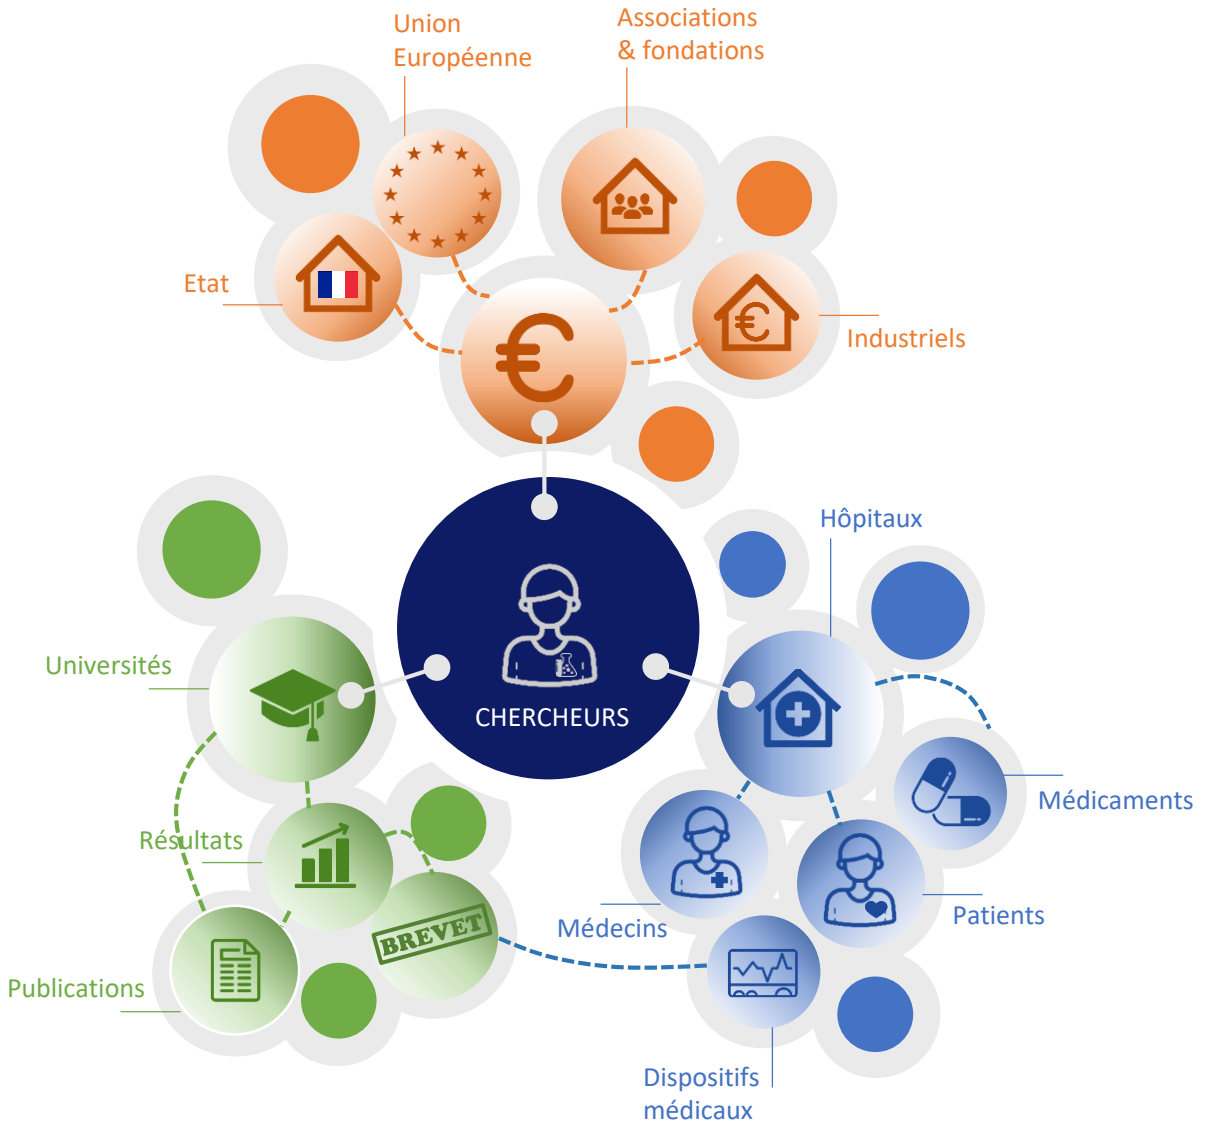 Union
Européenne
Associations
& fondations
Etat
€
€
Industriels
Hôpitaux
Universités
CHERCHEURS
Médicaments
Résultats
BREVET
Médecins
Patients
Publications
Dispositifs
médicaux